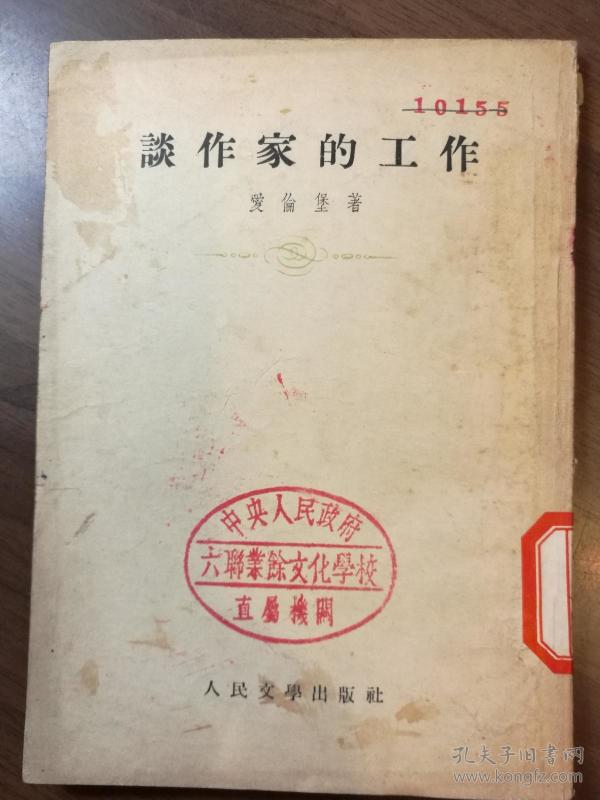 10155
談作家的工作
愛倫堡著
中央人民政府
六聯業餘文化學校
直屬機関
人民文學出版社
孔夫子旧书网
www.kongfz.com